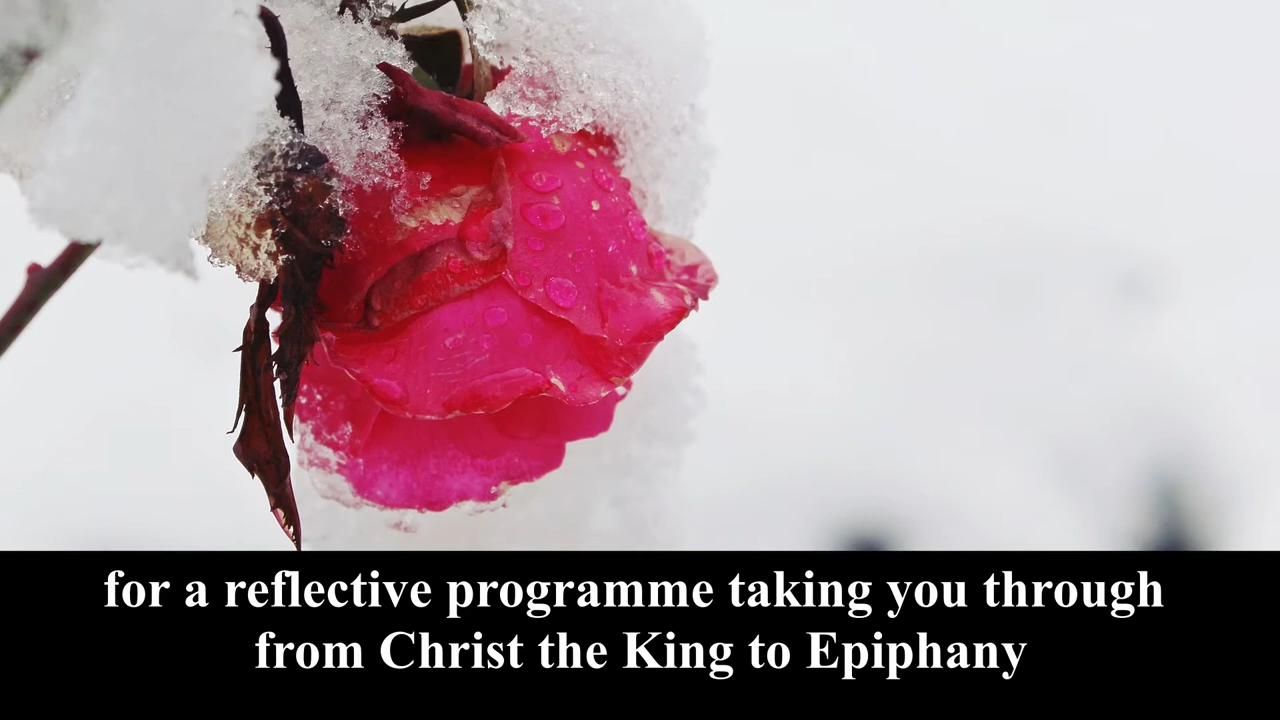 for a reflective programme taking you through
from Christ the King to Epiphany